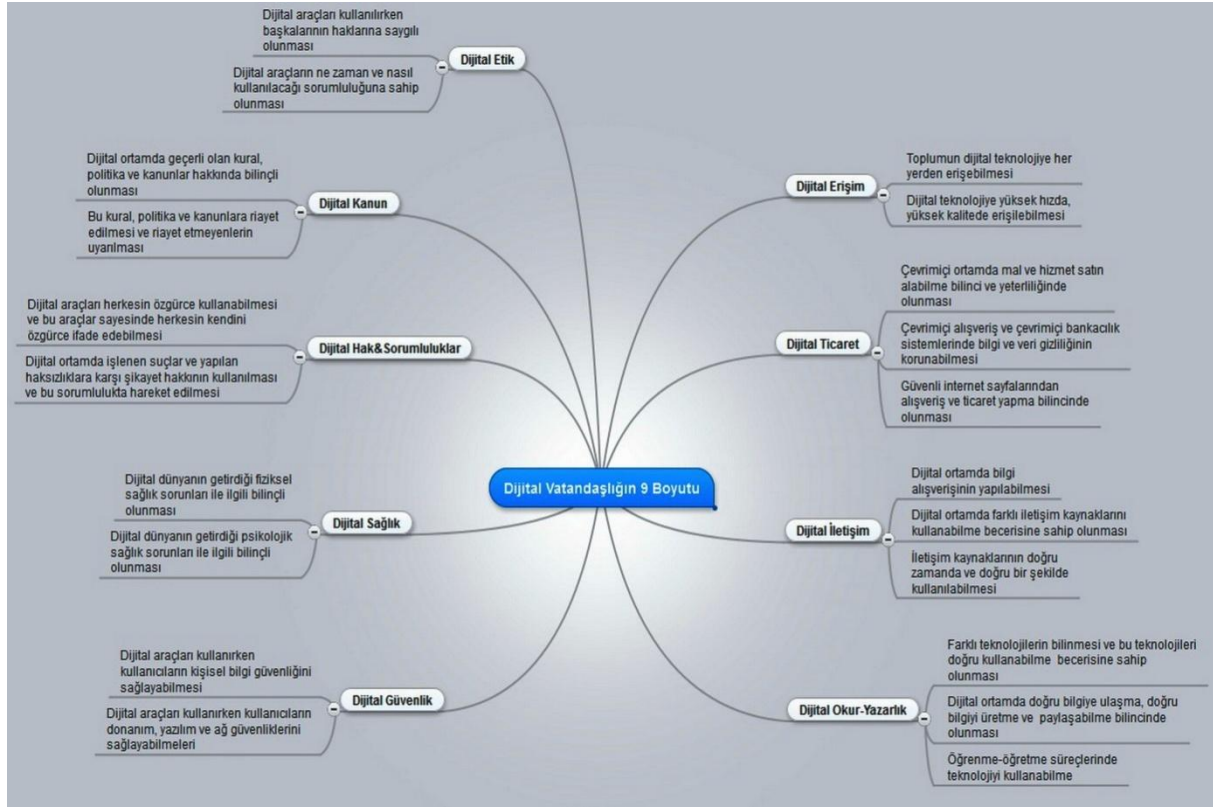 Dijital Vatandaşlığın 9 Boyutu
Dijital Etik
Dijital araçları kullanılırken
başkalarının haklarına saygılı
olunması
Dijital araçların ne zaman ve nasıl
kullanılacağı sorumluluğuna sahip
olunması
Dijital Kanun
Dijital ortamda geçerli olan kural,
politika ve kanunlar hakkında bilinçli
olunması
Bu kural, politika ve kanunlara riayet
edilmesi ve riayet etmeyenlerin
uyarılması
Dijital Hak&Sorumluluklar
Dijital araçları herkesin özgürce kullanabilmesi
ve bu araçlar sayesinde herkesin kendini
özgürce ifade edebilmesi
Dijital ortamda işlenen suçlar ve yapılan
haksızlıklara karşı şikayet hakkının kullanılması
ve bu sorumlulukta hareket edilmesi
Dijital Sağlık
Dijital dünyanın getirdiği fiziksel
sağlık sorunları ile ilgili bilinçli
olunması
Dijital dünyanın getirdiği psikolojik
sağlık sorunları ile ilgili bilinçli
olunması
Dijital Güvenlik
Dijital araçları kullanırken
kullanıcıların kişisel bilgi güvenliğini
sağlayabilmesi
Dijital araçları kullanırken kullanıcıların
donanım, yazılım ve ağ güvenliklerini
sağlayabilmeleri
Dijital Erişim
Toplumun dijital teknolojiye her
yerden erişebilmesi
Dijital teknolojiye yüksek hızda,
yüksek kalitede erişilebilmesi
Dijital Ticaret
Çevrimiçi ortamda mal ve hizmet satın
alabilme bilinci ve yeterliliğinde
olunması
Çevrimiçi alışveriş ve çevrimiçi bankacılık
sistemlerinde bilgi ve veri gizliliğinin
korunabilmesi
Güvenli internet sayfalarından
alışveriş ve ticaret yapma bilincinde
olunması
Dijital İletişim
Dijital ortamda bilgi
alışverişinin yapılabilmesi
Dijital ortamda farklı iletişim kaynaklarını
kullanabilme becerisine sahip olunması
İletişim kaynaklarının doğru
zamanda ve doğru bir şekilde
kullanılabilmesi
Dijital Okur-Yazarlık
Farklı teknolojilerin bilinmesi ve bu teknolojileri
doğru kullanabilme becerisine sahip
olunması
Dijital ortamda doğru bilgiye ulaşma, doğru
bilgiyi üretme ve paylaşabilme bilincinde
olunması
Öğrenme-öğretme süreçlerinde
teknolojiyi kullanabilme